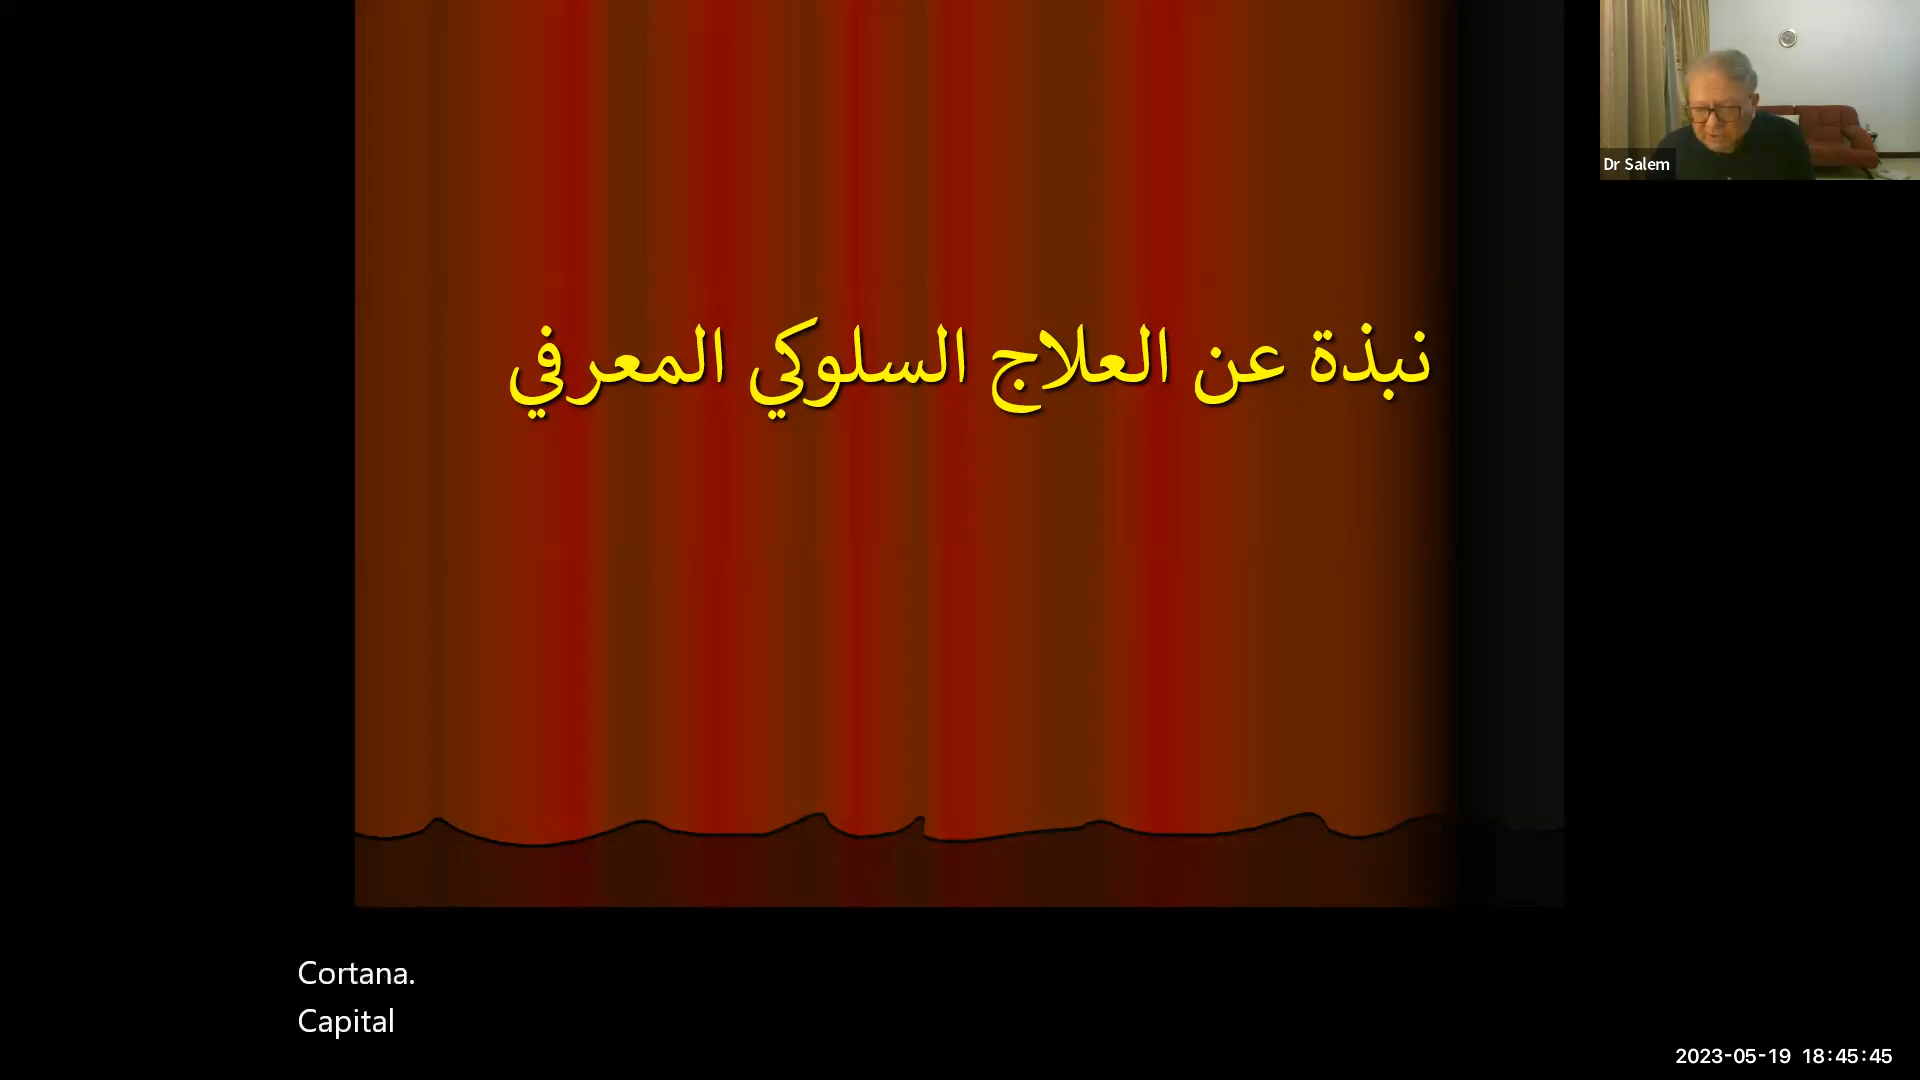 نبذة عن العلاج السلوكي المعرفي
Dr Salem
Cortana.
Capital
2023-05-19 18:45:45